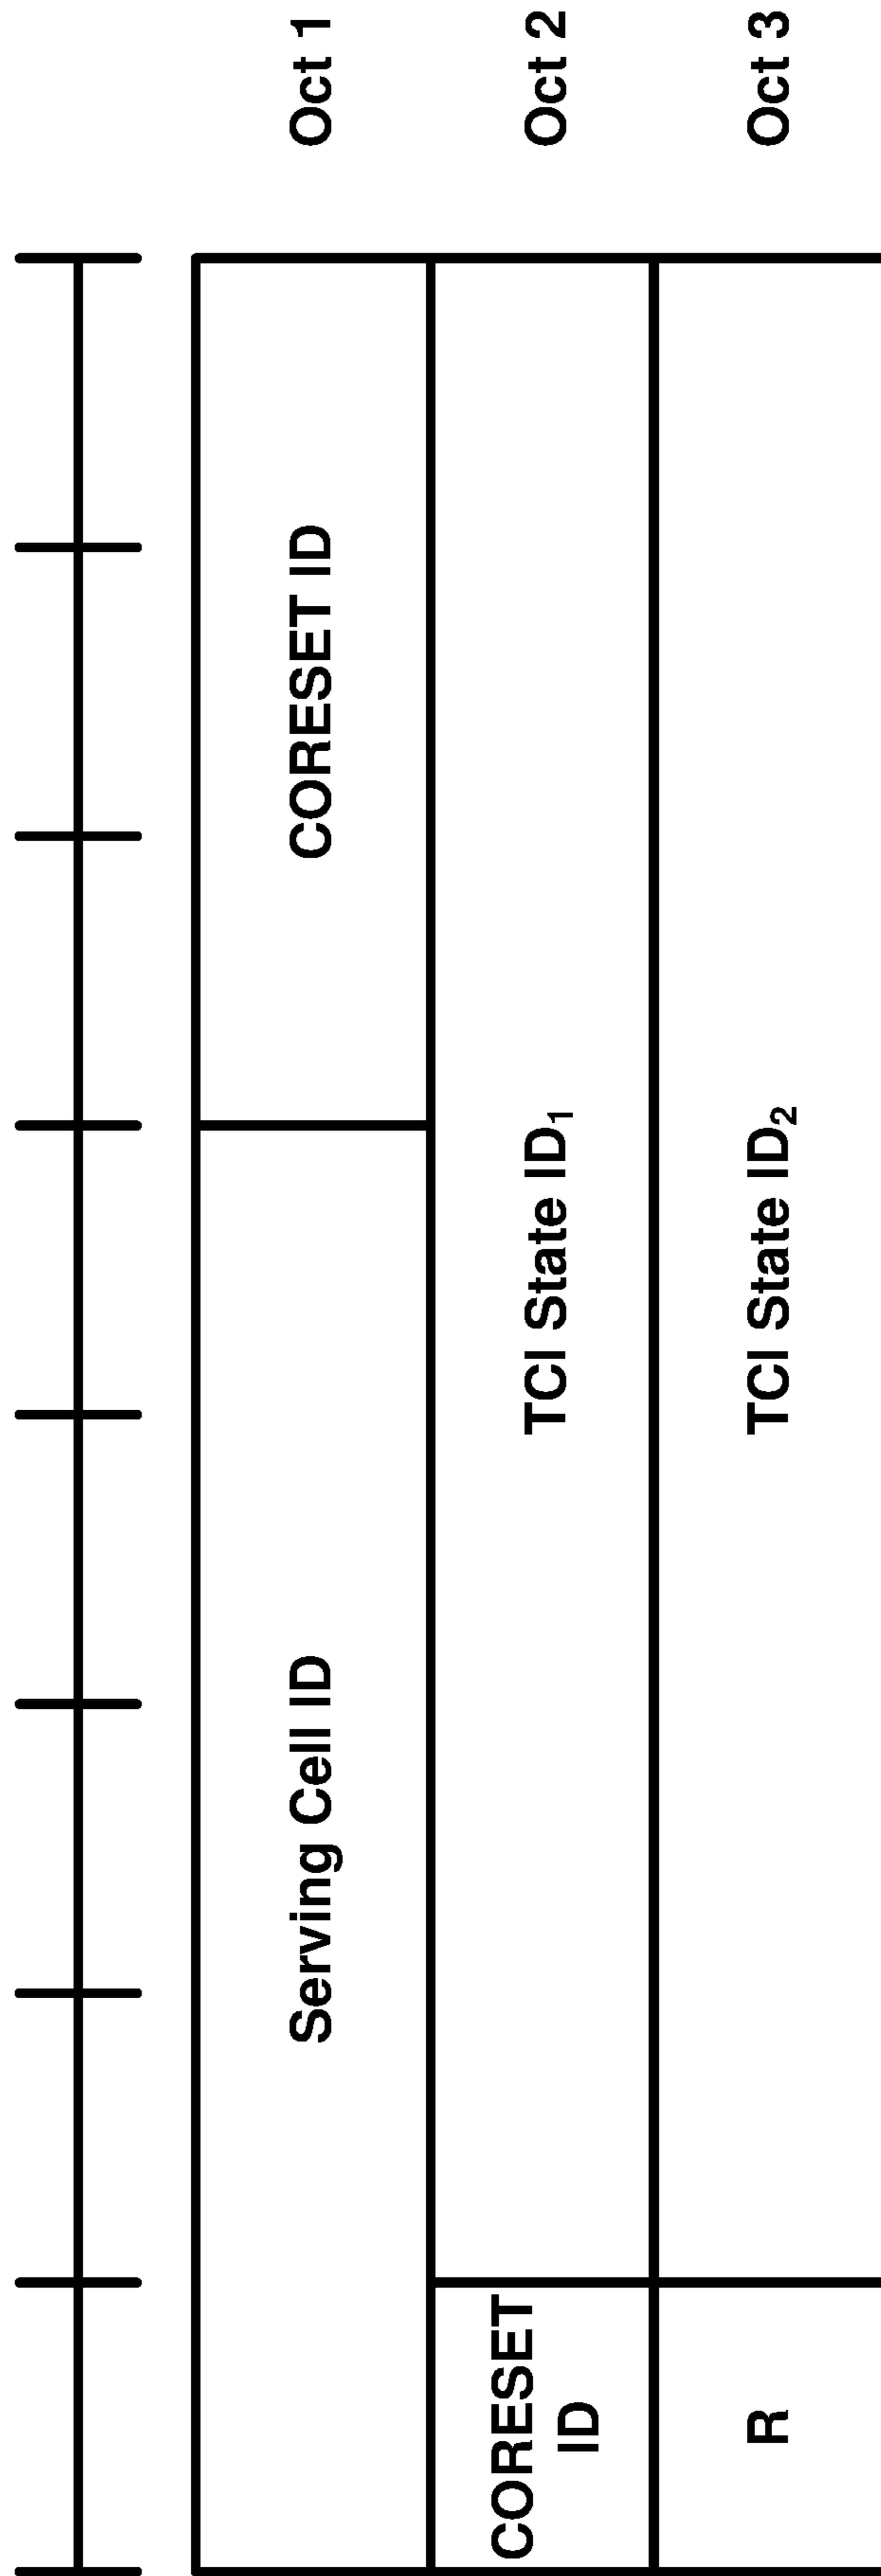 Serving Cell ID
CORESET ID
Oct 1
CORESET
ID
TCI State ID₁
Oct 2
R
TCI State ID₂
Oct 3